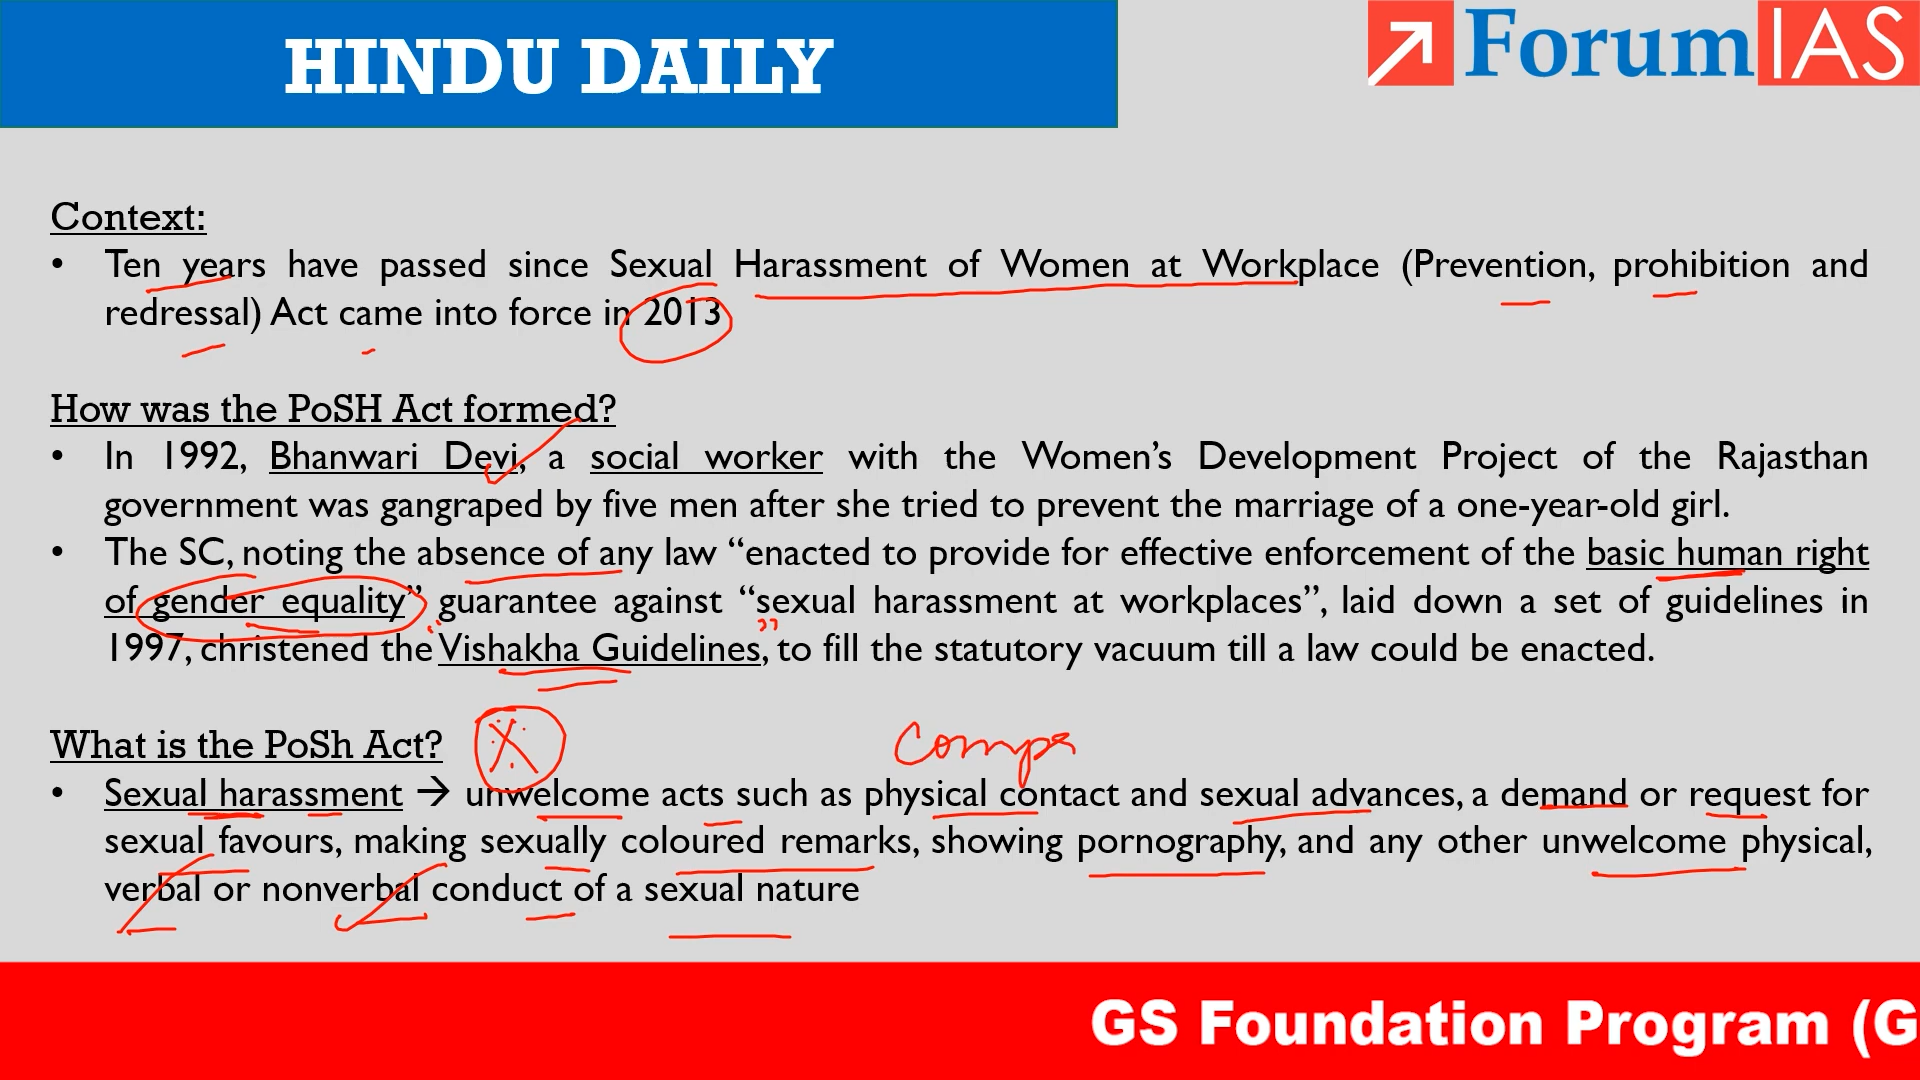 HINDU DAILY
ForumIAS
Context:
• Ten years have passed since Sexual Harassment of Women at Workplace (Prevention, prohibition and
redressal) Act came into force in 2013
How was the PoSH Act formed?
• In 1992, Bhanwari Devi, a social worker with the Women’s Development Project of the Rajasthan
government was gangraped by five men after she tried to prevent the marriage of a one-year-old girl.
• The SC, noting the absence of any law “enacted to provide for effective enforcement of the basic human right
of gender equality” guarantee against “sexual harassment at workplaces”, laid down a set of guidelines in
1997, christened the Vishakha Guidelines, to fill the statutory vacuum till a law could be enacted.
What is the PoSh Act?
• Sexual harassment → unwelcome acts such as physical contact and sexual advances, a demand or request for
sexual favours, making sexually coloured remarks, showing pornography, and any other unwelcome physical,
verbal or nonverbal conduct of a sexual nature
GS Foundation Program (G